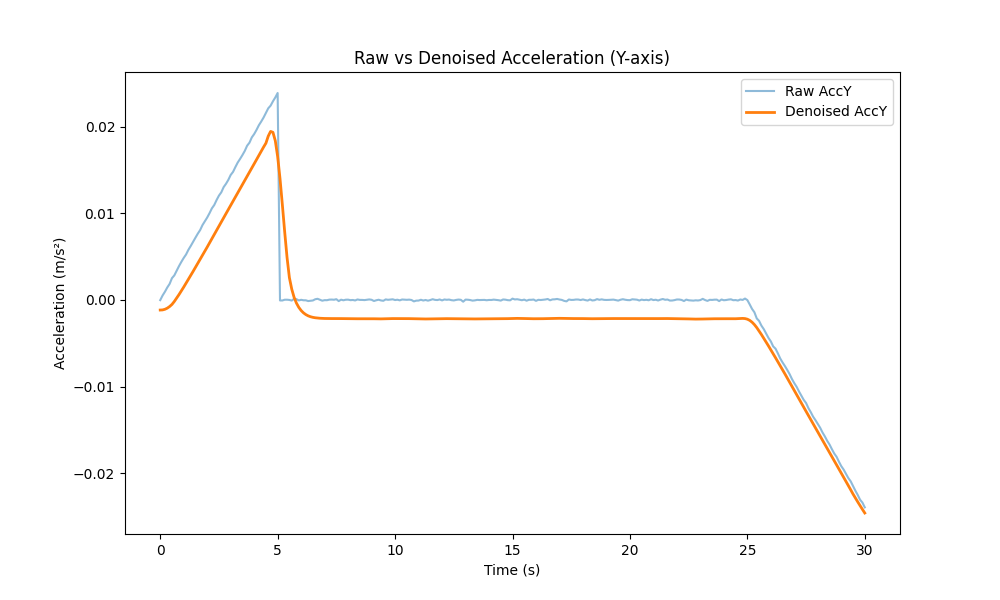 Raw vs Denoised Acceleration (Y-axis)
Raw AccY
Denoised AccY
Acceleration (m/s²)
0.02
0.01
0.00
−0.01
−0.02
0 5 10 15 20 25 30
Time (s)